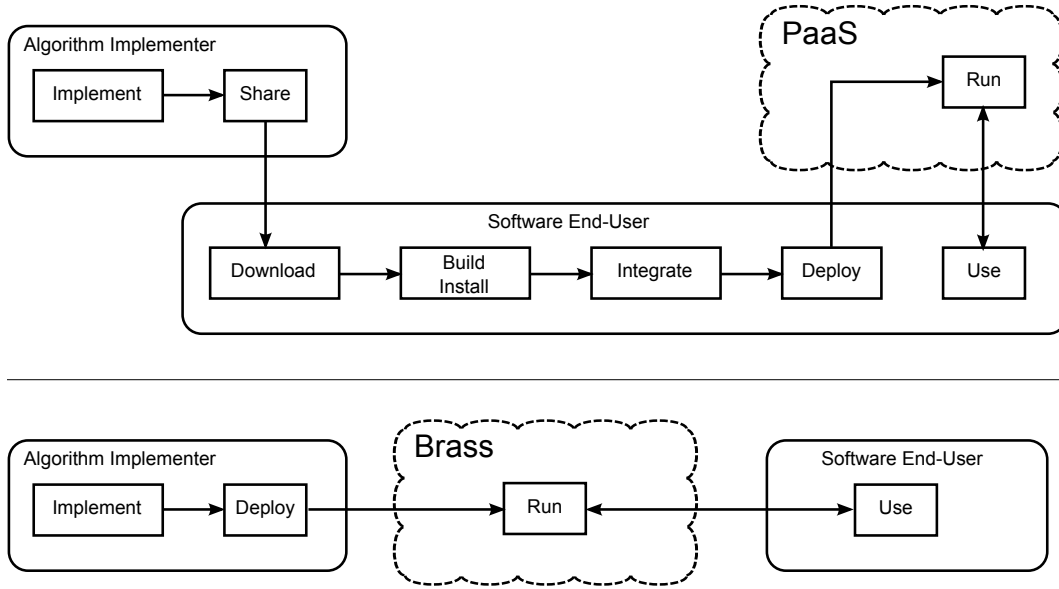 Algorithm Implementer
Implement
Share
PaaS
Run
Software End-User
Download
Build
Install
Integrate
Deploy
Use
Algorithm Implementer
Implement
Deploy
Brass
Run
Software End-User
Use